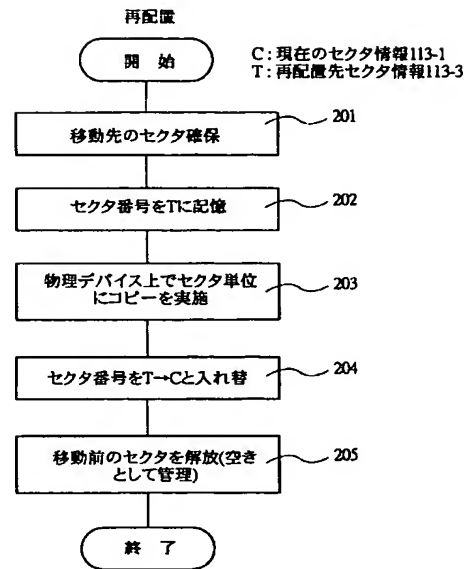 再配置
開 始
C:現在のセクタ情報113-1
T:再配置先セクタ情報113-3
移動先のセクタ確保
201
セクタ番号をTに記憶
202
物理デバイス上でセクタ単位
にコピーを実施
203
セクタ番号をT→Cと入れ替
204
移動前のセクタを解放(空き
として管理)
205
終 了